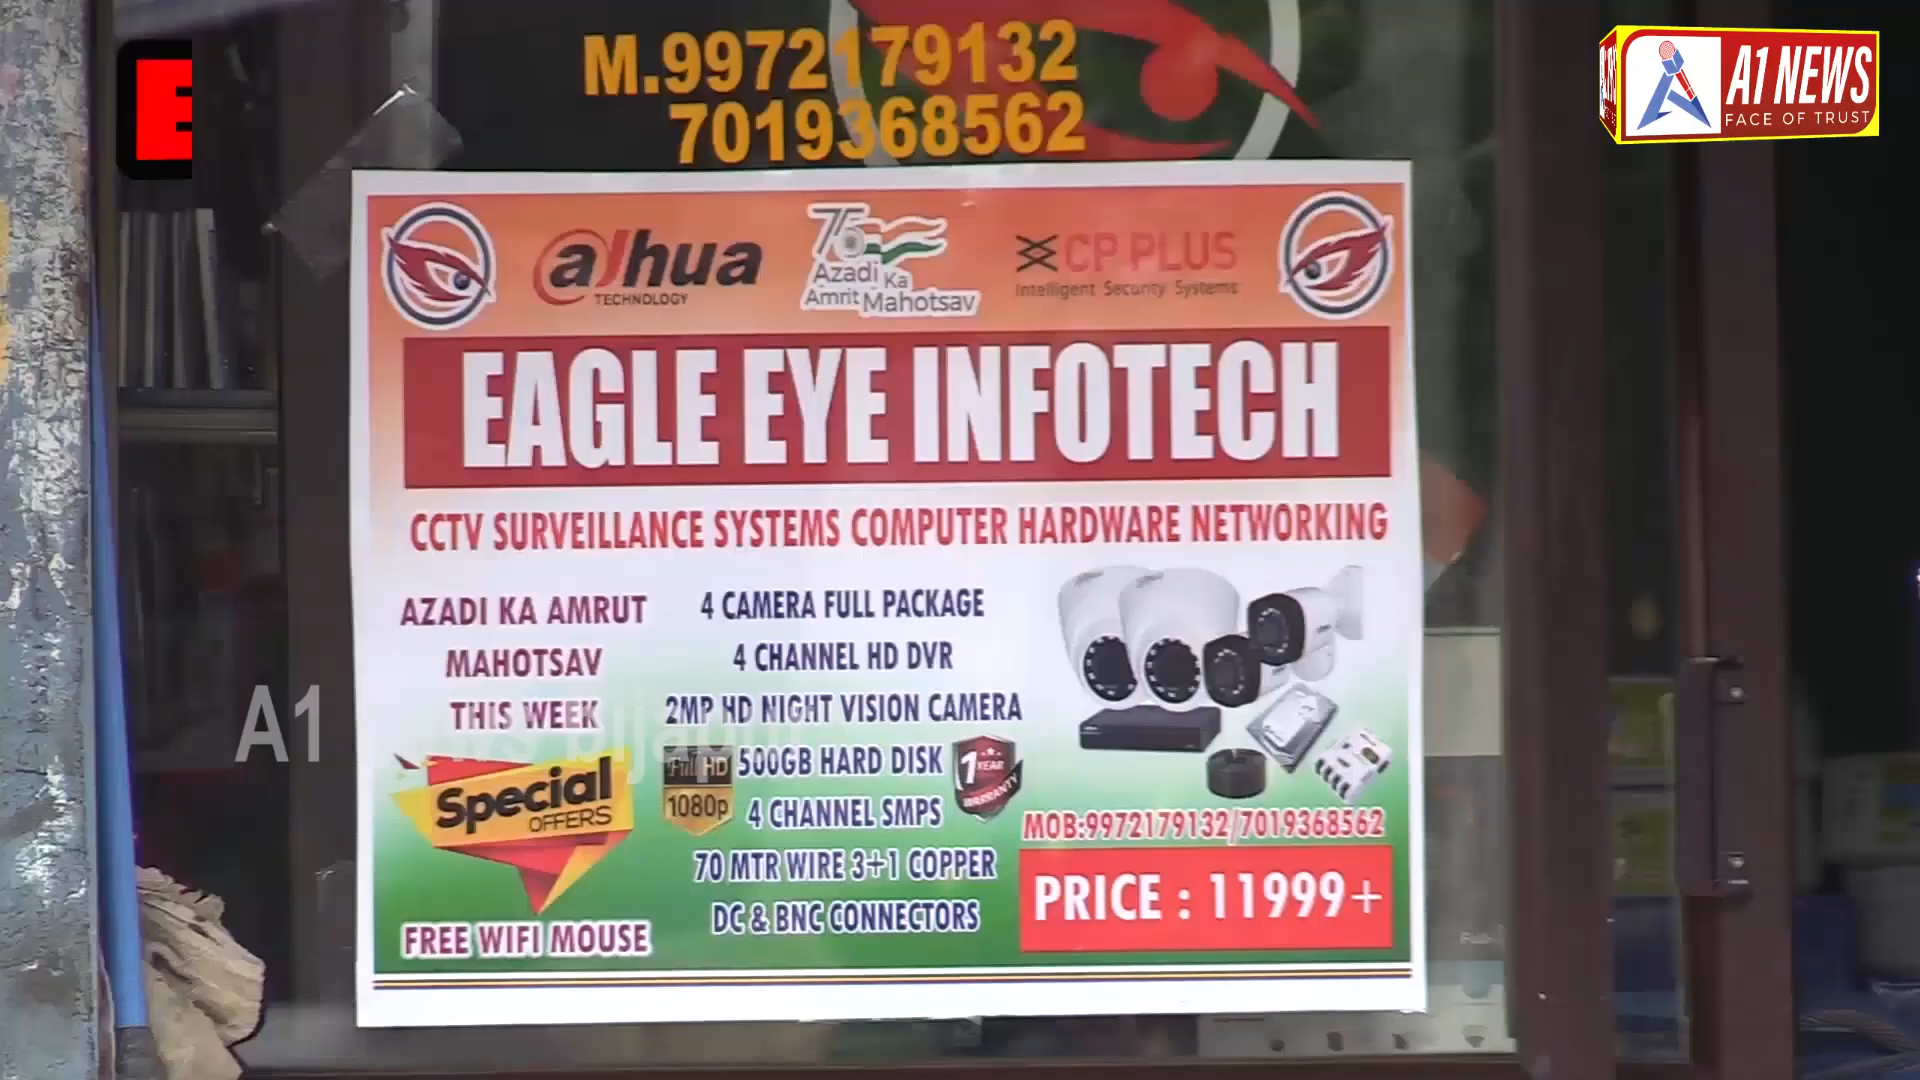 M.9972179132
7019368562
A1 NEWS
FACE OF TRUST
alhua
TECHNOLOGY
75
Azadi Ka
Amrit Mahotsav
CP PLUS
Intelligent Security Systems
EAGLE EYE INFOTECH
CCTV SURVEILLANCE SYSTEMS COMPUTER HARDWARE NETWORKING
AZADI KA AMRUT
MAHOTSAV
THIS WEEK
Special
OFFERS
FREE WIFI MOUSE
4 CAMERA FULL PACKAGE
4 CHANNEL HD DVR
2MP HD NIGHT VISION CAMERA
Full HD
1080p
500GB HARD DISK
1 YEAR
WARRANTY
4 CHANNEL SMPS
70 MTR WIRE 3+1 COPPER
DC & BNC CONNECTORS
MOB:9972179132/7019368562
PRICE : 11999+
A1 News bijapur